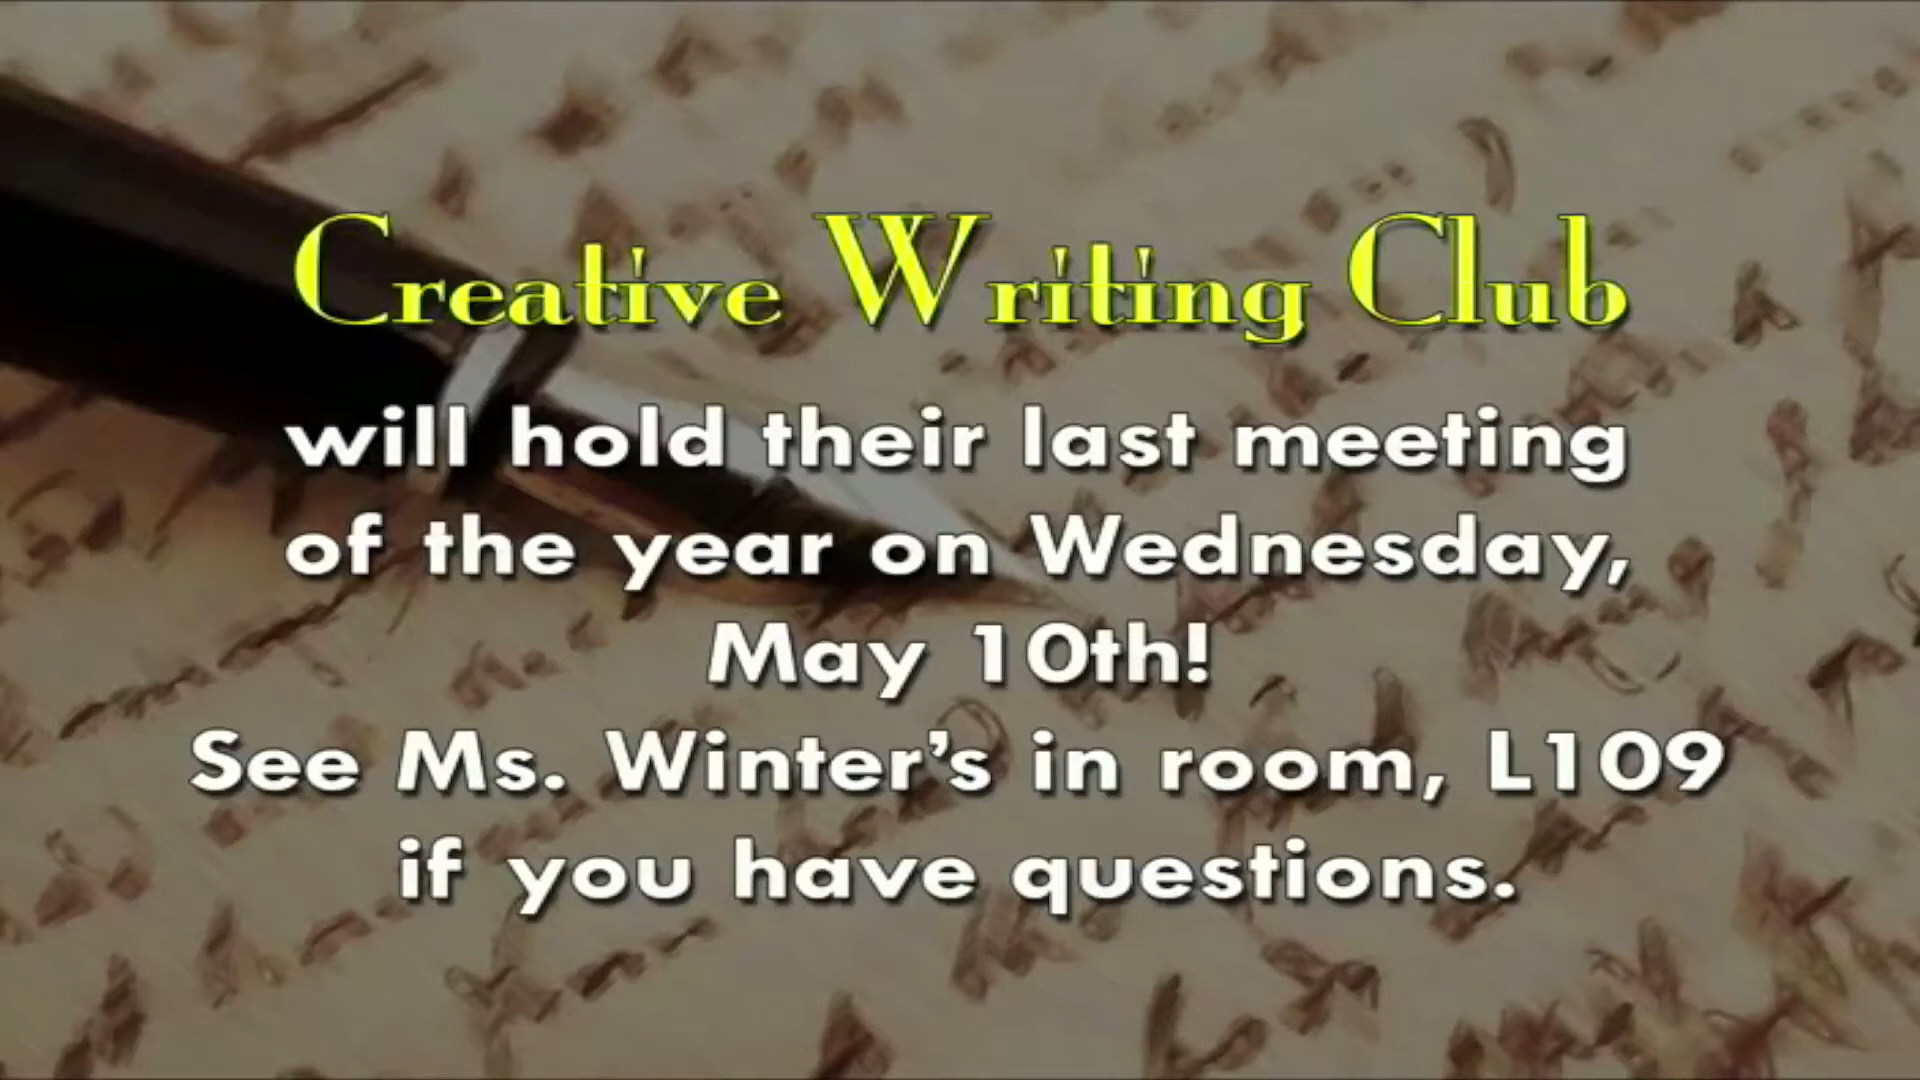 Creative Writing Club
will hold their last meeting
of the year on Wednesday,
May 10th!
See Ms. Winter’s in room, L109
if you have questions.